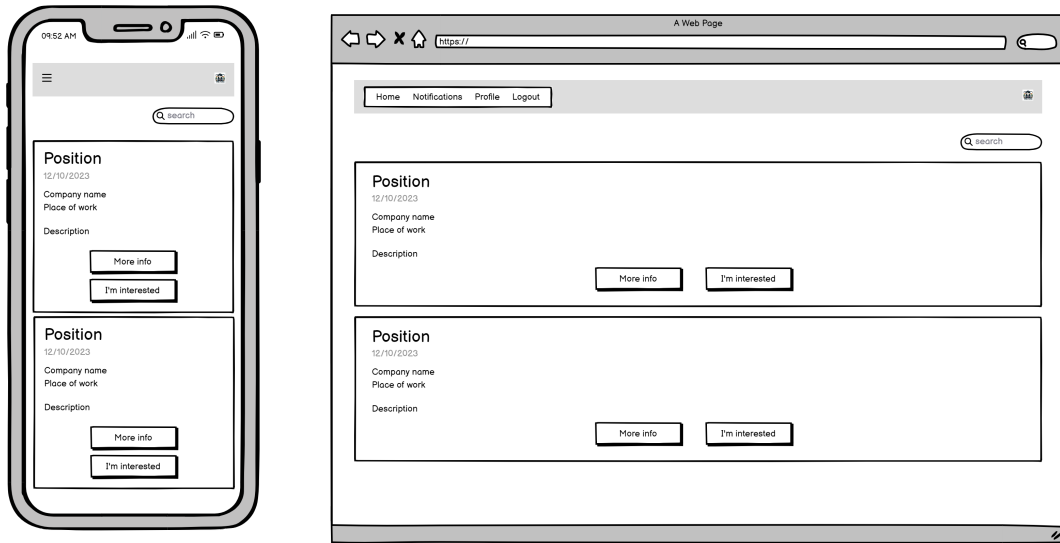 09:52 AM
search
Position
12/10/2023
Company name
Place of work
Description
More info
I'm interested
Position
12/10/2023
Company name
Place of work
Description
More info
I'm interested
A Web Page
https://
Home Notifications Profile Logout
search
Position
12/10/2023
Company name
Place of work
Description
More info I'm interested
Position
12/10/2023
Company name
Place of work
Description
More info I'm interested